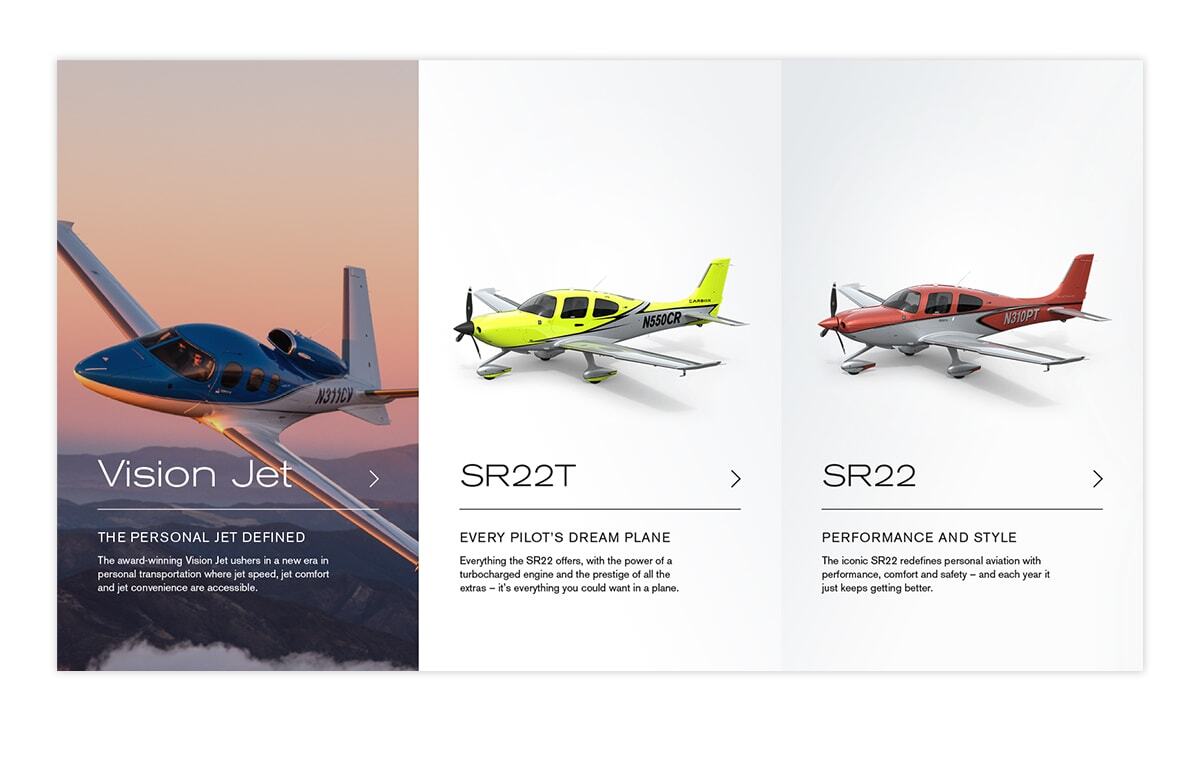 N311CV
Vision Jet
THE PERSONAL JET DEFINED
The award-winning Vision Jet ushers in a new era in
personal transportation where jet speed, jet comfort
and jet convenience are accessible.
CARBON
N550CR
SR22T
EVERY PILOT'S DREAM PLANE
Everything the SR22 offers, with the power of a
turbocharged engine and the prestige of all the
extras – it's everything you could want in a plane.
N310PT
SR22
PERFORMANCE AND STYLE
The iconic SR22 redefines personal aviation with
performance, comfort and safety – and each year it
just keeps getting better.